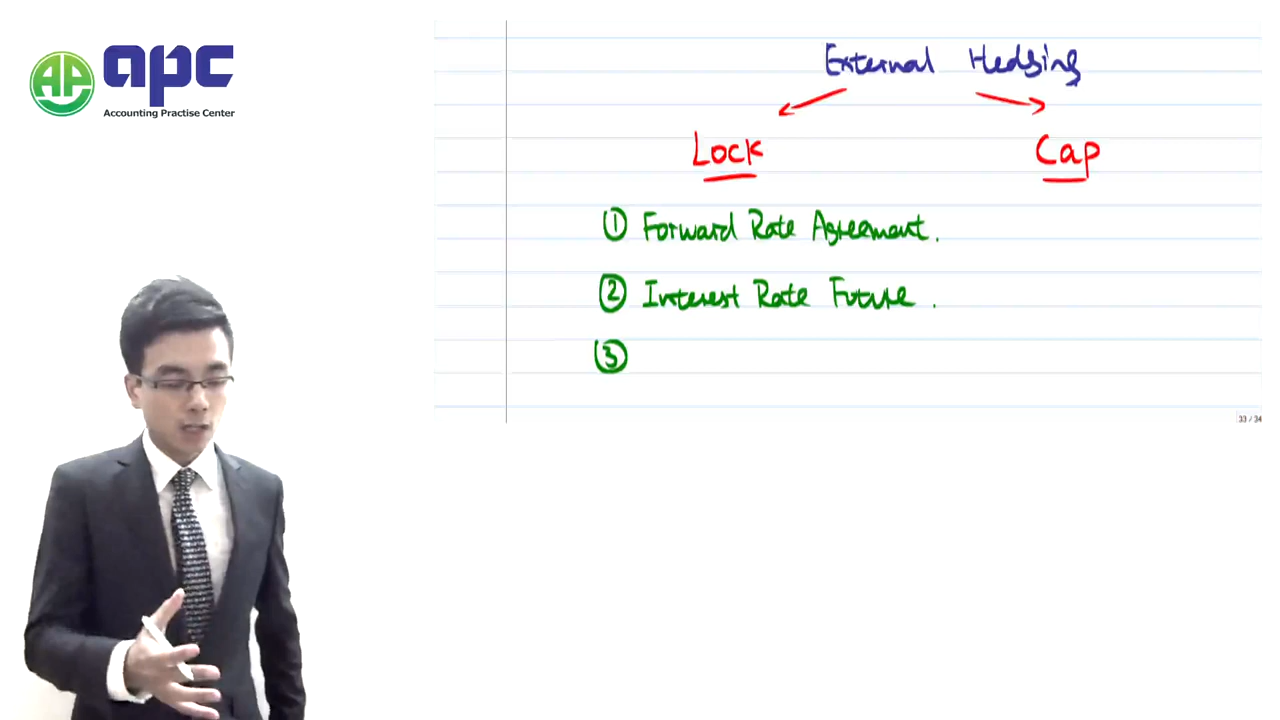 apc
Accounting Practise Center
External Hedging
Lock
Cap
① Forward Rate Agreement.
② Interest Rate Future.
③
33 / 34